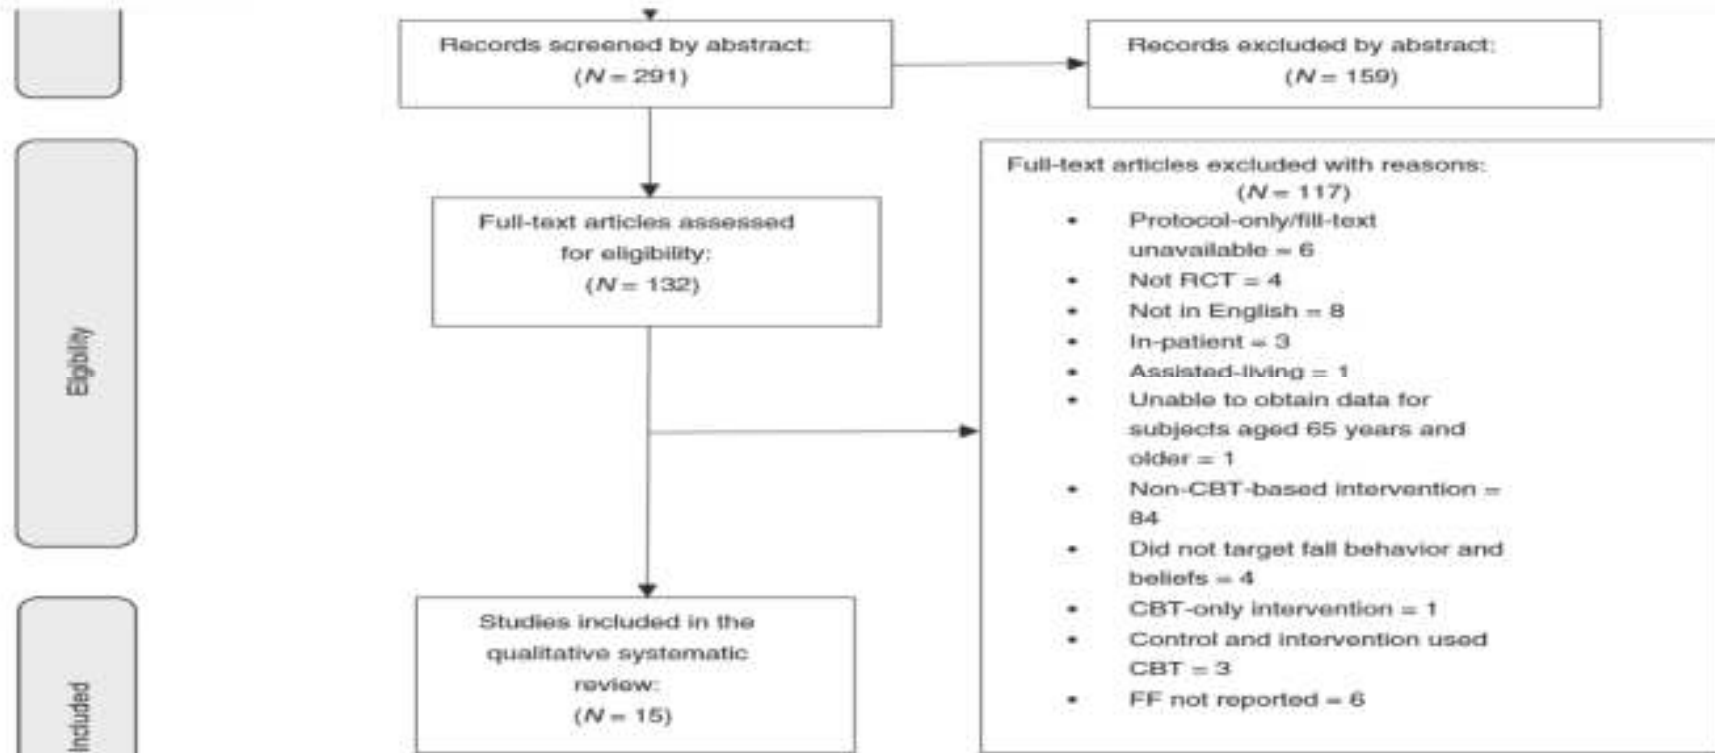 Records screened by abstract:
(N = 291)
Records excluded by abstract:
(N = 159)
Eligibility
Full-text articles assessed
for eligibility:
(N = 132)
Full-text articles excluded with reasons:
(N = 117)
• Protocol-only/fill-text
unavailable = 6
• Not RCT = 4
• Not in English = 8
• In-patient = 3
• Assisted-living = 1
• Unable to obtain data for
subjects aged 65 years and
older = 1
• Non-CBT-based intervention =
84
• Did not target fall behavior and
beliefs = 4
• CBT-only intervention = 1
• Control and intervention used
CBT = 3
• FF not reported = 6
Included
Studies included in the
qualitative systematic
review:
(N = 15)